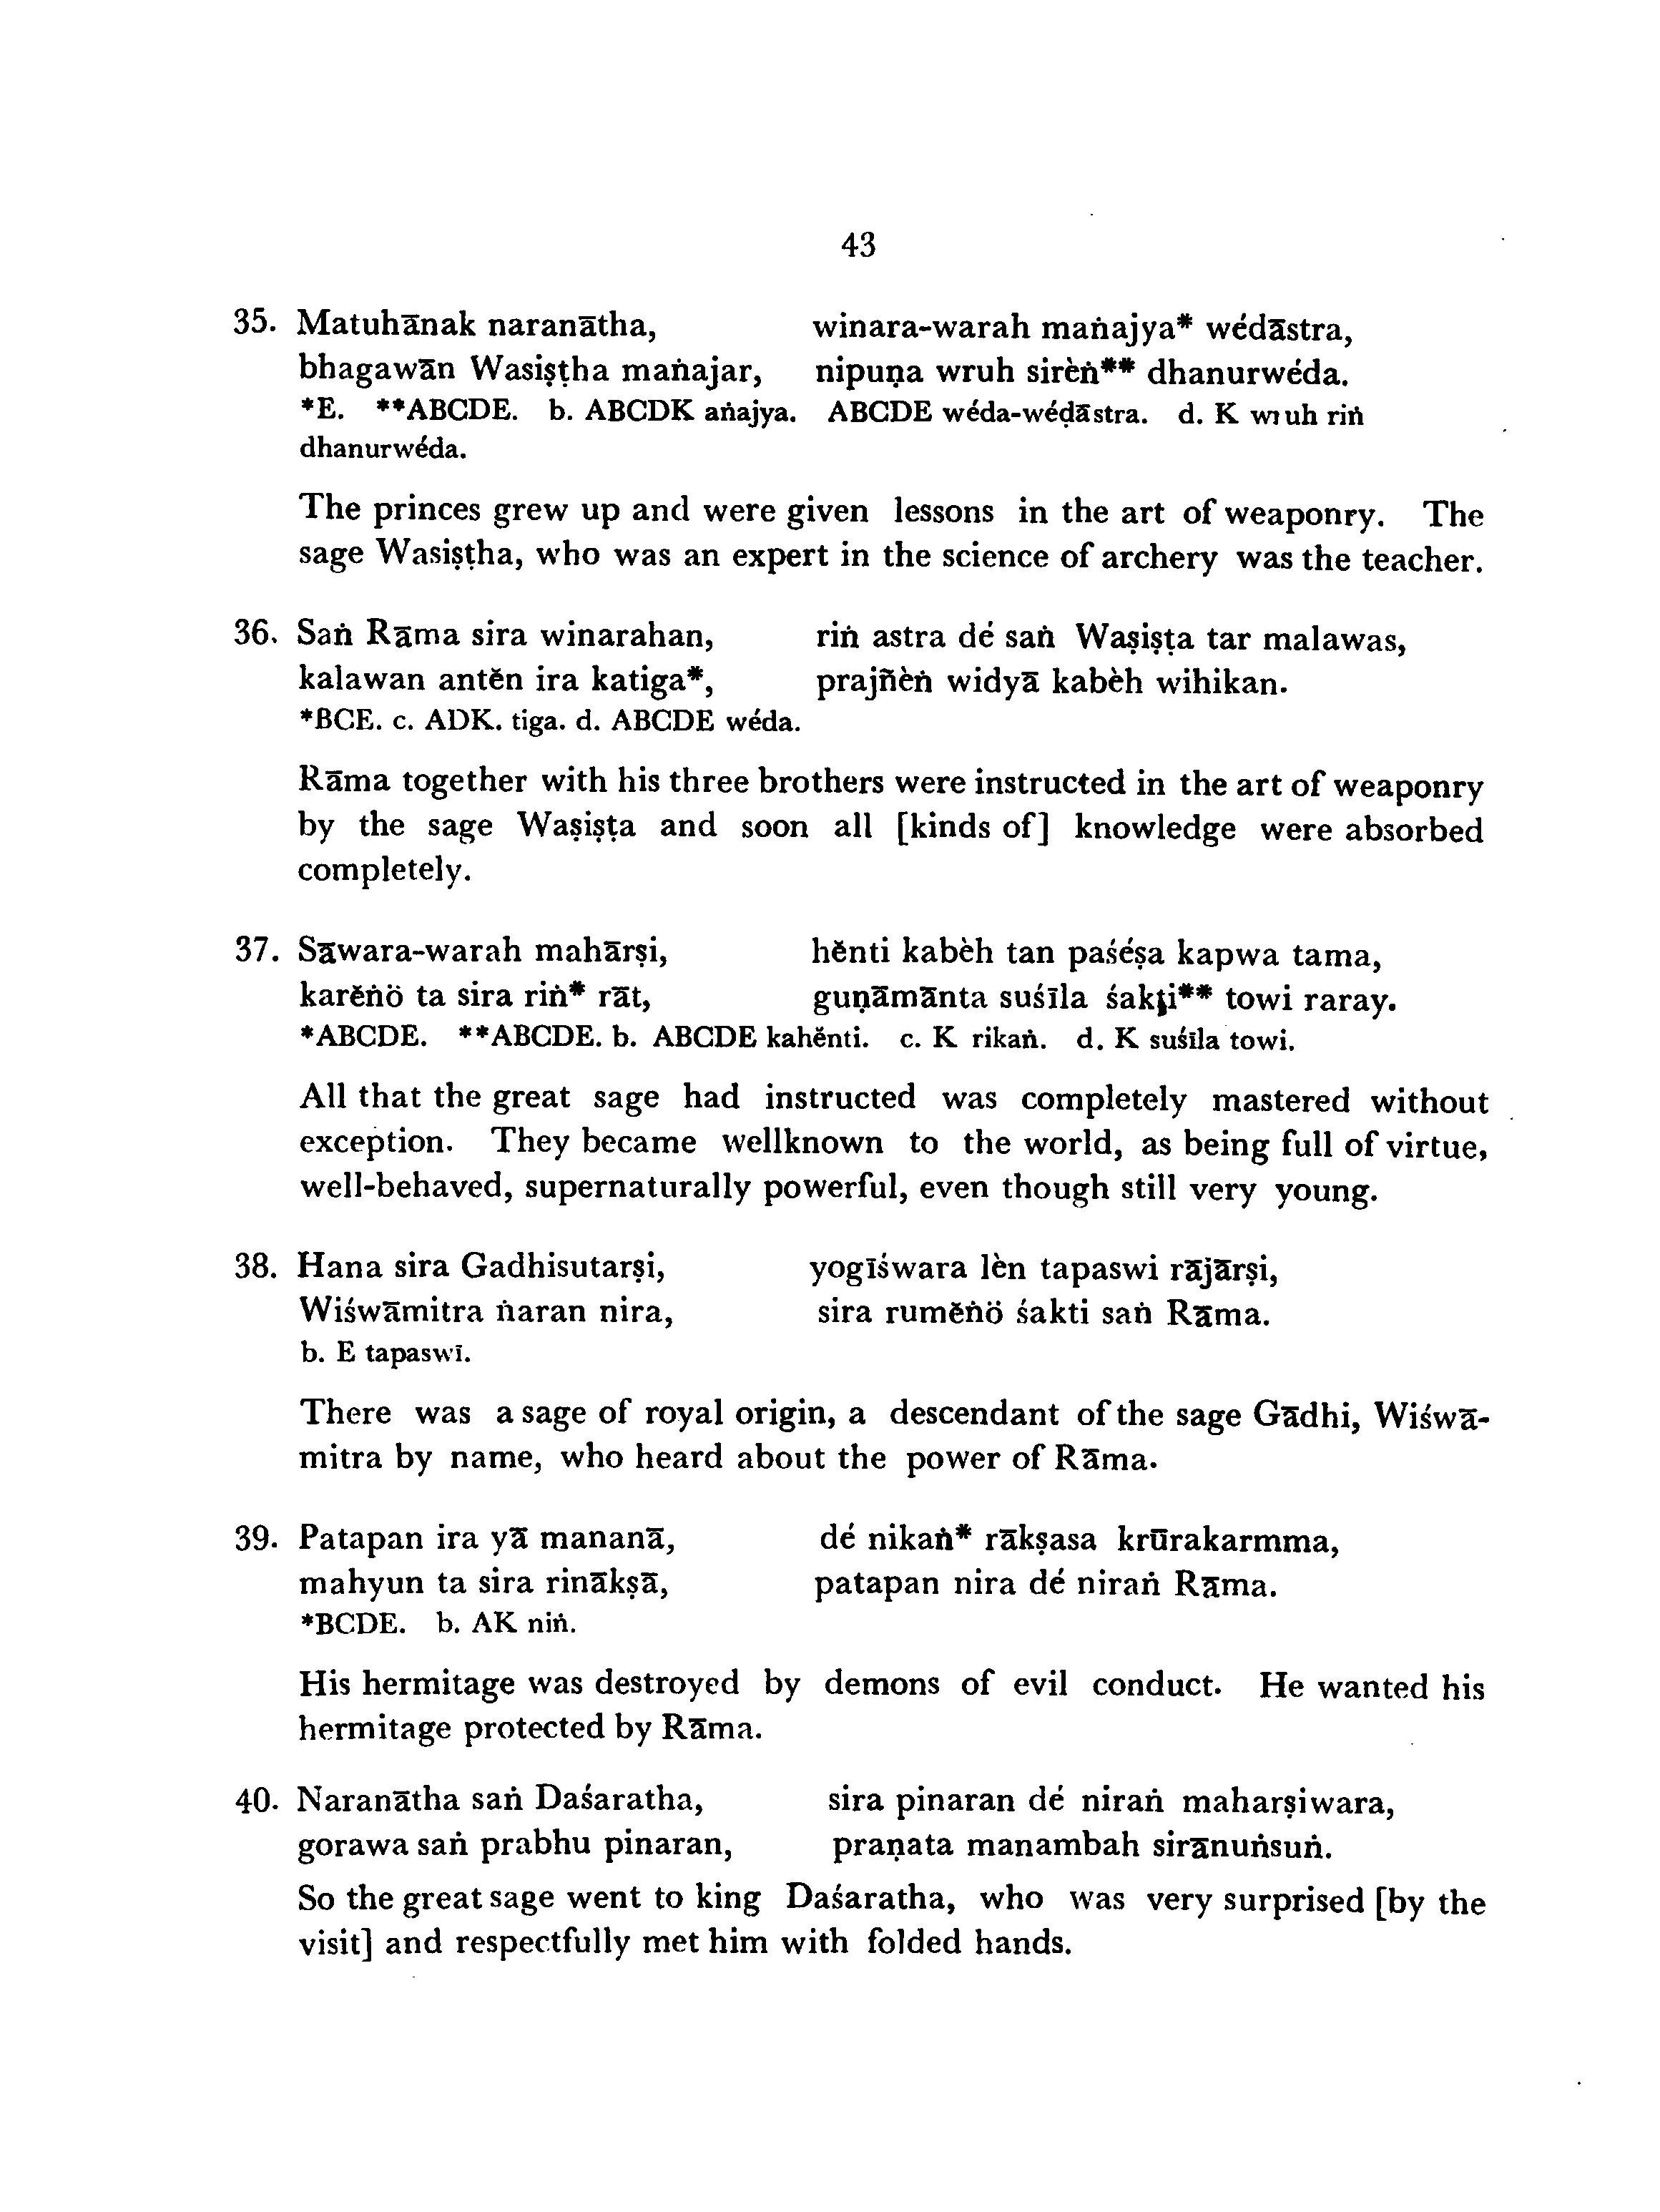 43
35. Matuhānak naranātha, winara-warah maṅajya* wédāstra,
bhagawān Wasiṣṭha maṅajar, nipuṇa wruh sirèṅ** dhanurwéda.
*E. **ABCDE. b. ABCDK aṅajya. ABCDE wéda-wéḍāstra. d. K wruh riṅ
dhanurwéda.
The princes grew up and were given lessons in the art of weaponry. The
sage Wasiṣṭha, who was an expert in the science of archery was the teacher.
36. Saṅ Rāma sira winarahan, riṅ astra dé saṅ Waṣiṣṭa tar malawas,
kalawan antĕn ira katiga*, prajñèṅ widyā kabèh wihikan.
*BCE. c. ADK. tiga. d. ABCDE wéda.
Rāma together with his three brothers were instructed in the art of weaponry
by the sage Waṣiṣṭa and soon all [kinds of] knowledge were absorbed
completely.
37. Sāwara-warah mahārṣi, hĕnti kabèh tan paśéṣa kapwa tama,
karĕṅö ta sira riṅ* rāt, guṇāmānta suśīla śakti** towi raray.
*ABCDE. **ABCDE. b. ABCDE kahĕnti. c. K rikaṅ. d. K suśīla towi.
All that the great sage had instructed was completely mastered without
exception. They became wellknown to the world, as being full of virtue,
well-behaved, supernaturally powerful, even though still very young.
38. Hana sira Gadhisutarṣi, yogīśwara lèn tapaswi rājārṣi,
Wiśwāmitra ṅaran nira, sira rumĕṅö śakti saṅ Rāma.
b. E tapaswī.
There was a sage of royal origin, a descendant of the sage Gādhi, Wiśwā-
mitra by name, who heard about the power of Rāma.
39. Patapan ira yā mananā, dé nikaṅ* rākṣasa krūrakarmma,
mahyun ta sira rinākṣā, patapan nira dé niraṅ Rāma.
*BCDE. b. AK niṅ.
His hermitage was destroyed by demons of evil conduct. He wanted his
hermitage protected by Rāma.
40. Naranātha saṅ Daśaratha, sira pinaran dé niraṅ maharṣiwara,
gorawa saṅ prabhu pinaran, praṇata manambah sirānuṅsuṅ.
So the great sage went to king Daśaratha, who was very surprised [by the
visit] and respectfully met him with folded hands.